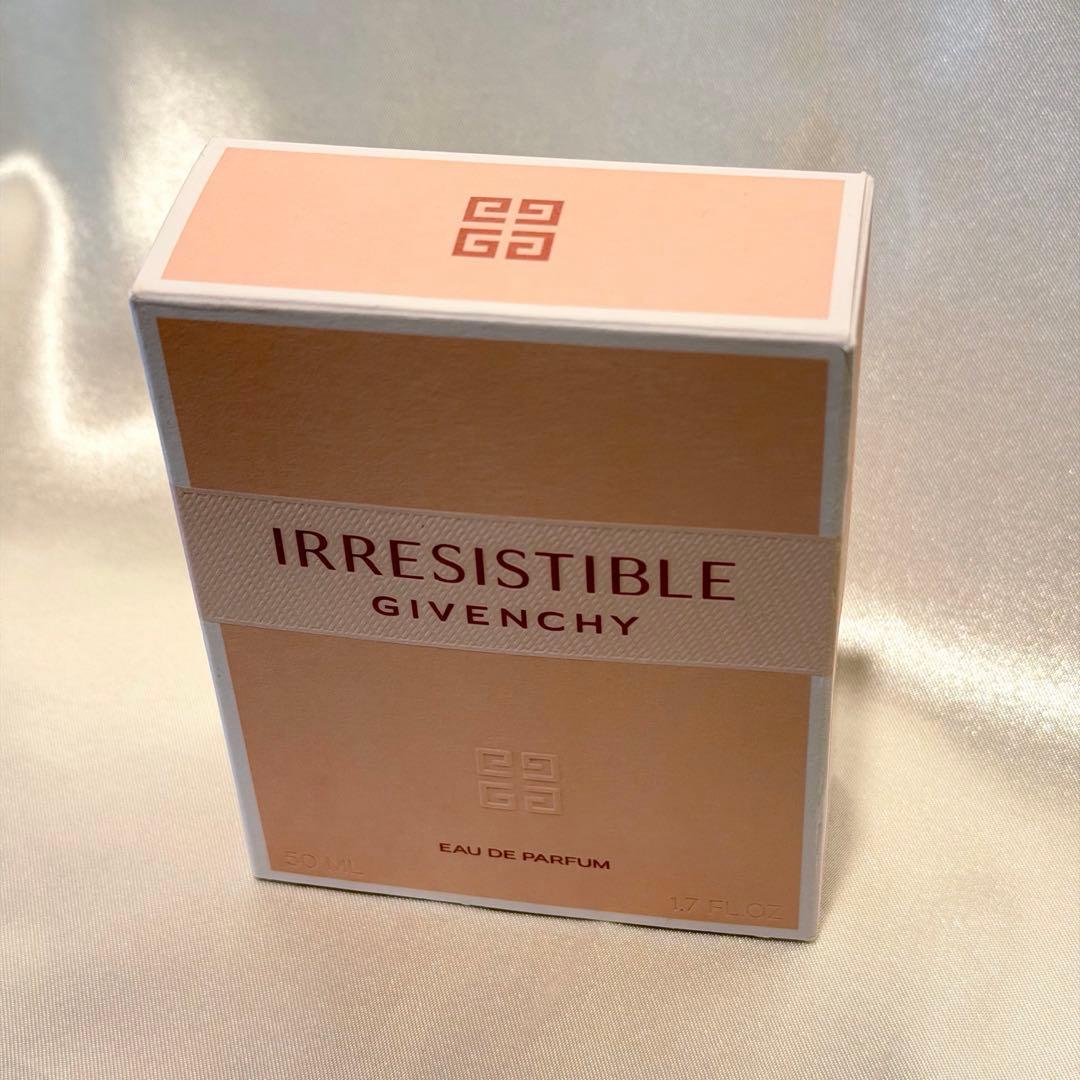 IRRESISTIBLE
GIVENCHY
EAU DE PARFUM
50 ML
1.7 FL.OZ